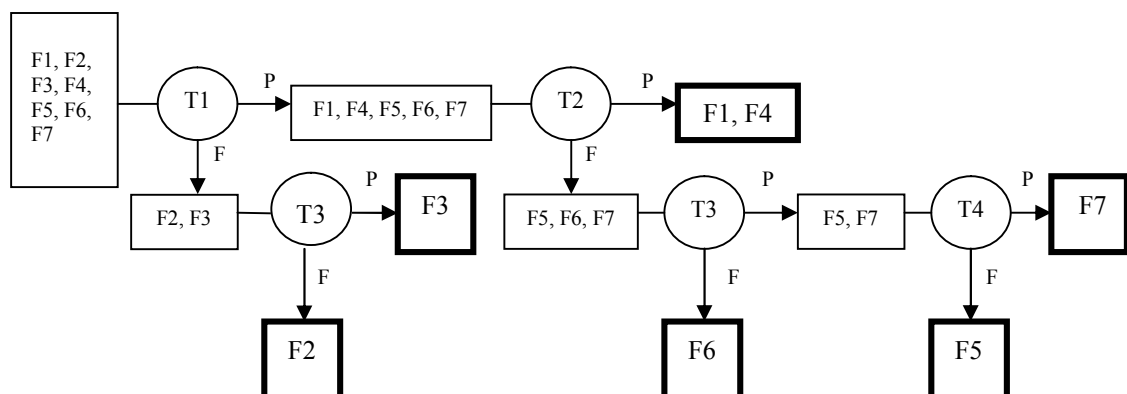 F1, F2,
F3, F4,
F5, F6,
F7
T1
P
F1, F4, F5, F6, F7
T2
P
F1, F4
F
F
F2, F3
T3
P
F3
F5, F6, F7
T3
P
F5, F7
T4
P
F7
F
F
F
F2
F6
F5